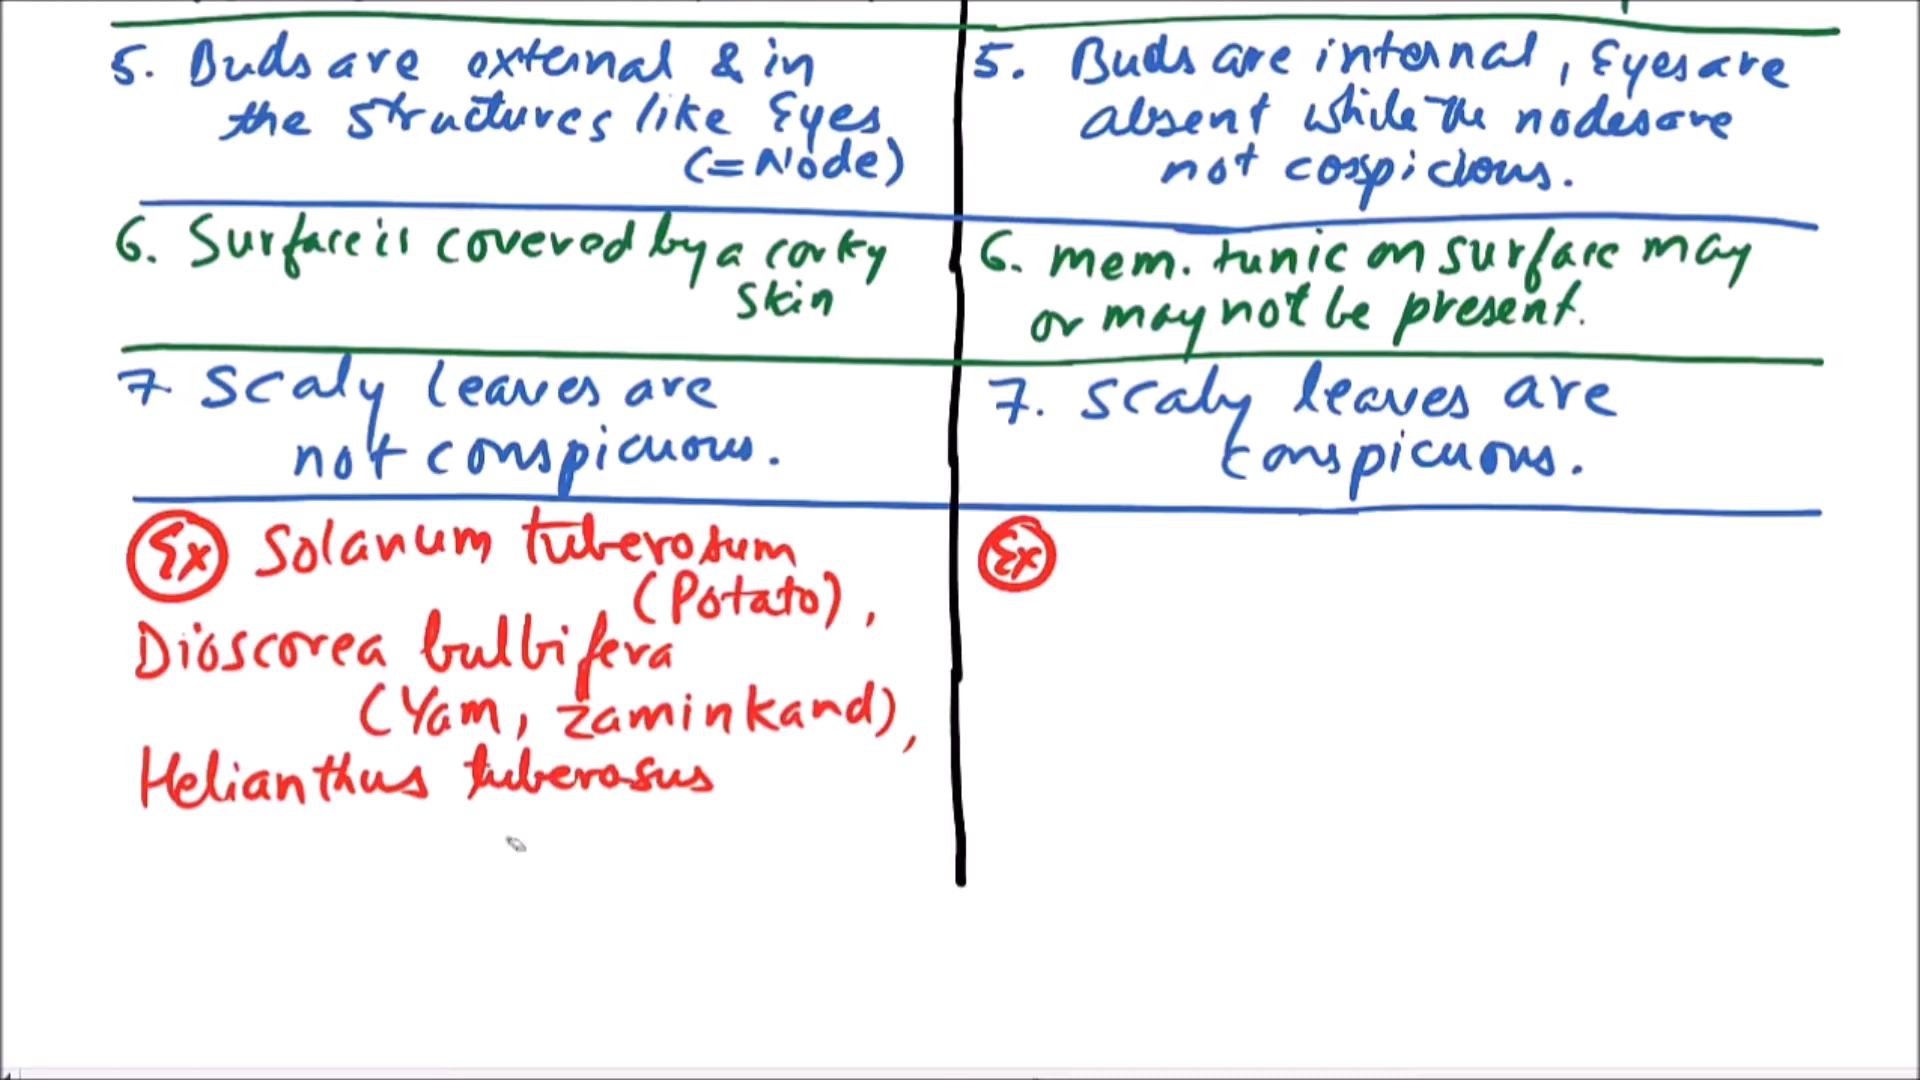 5. Buds are external & in
the structures like Eyes
(=Node)
6. Surface is covered by a corky
skin
7. Scaly leaves are
not conspicuous.
Ex Solanum tuberosum
(Potato),
Dioscorea bulbifera
(Yam, Zaminkand),
Helianthus tuberosus
5. Buds are internal, Eyes are
absent while the nodes are
not cospicious.
6. mem. tunic on surface may
or may not be present.
7. Scaly leaves are
conspicuous.
Ex